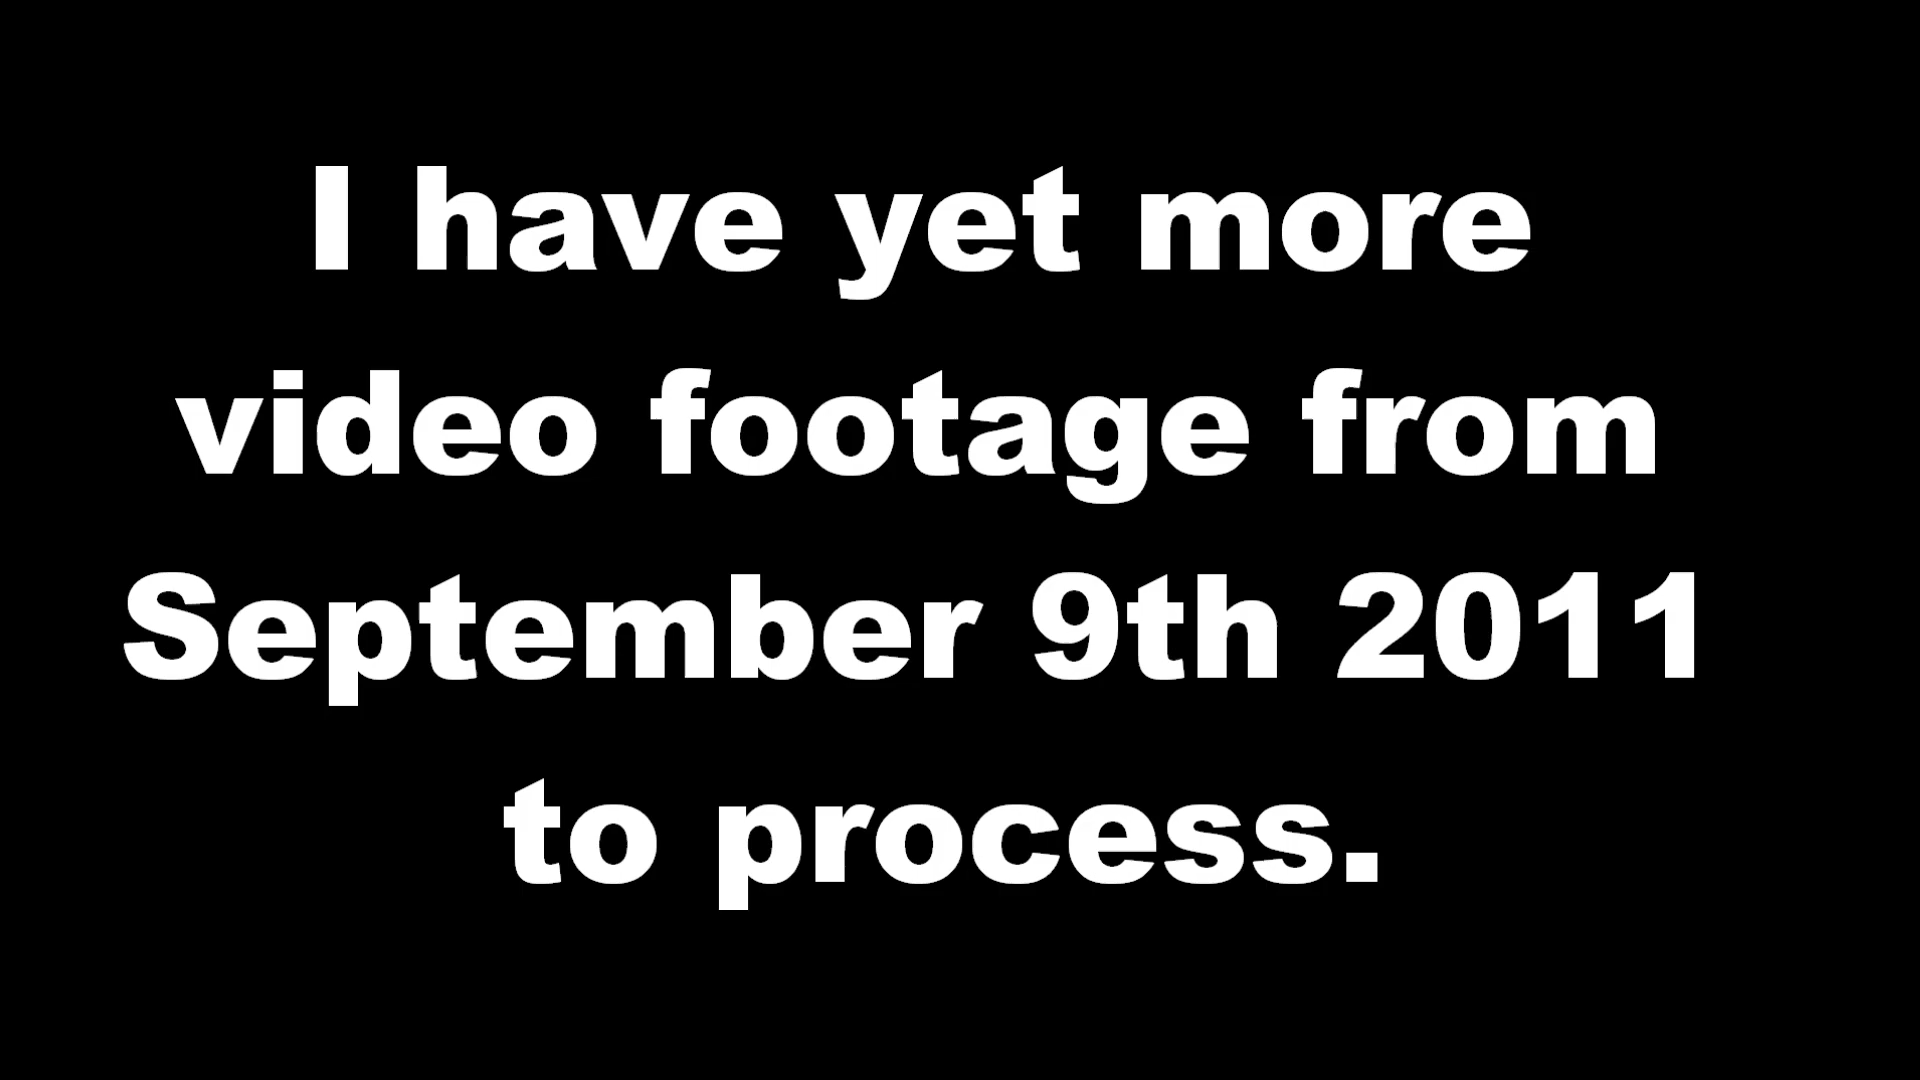 I have yet more
video footage from
September 9th 2011
to process.